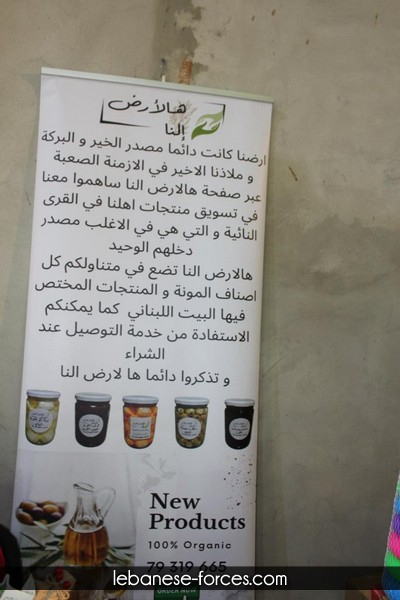 هالأرض
إلنا
ارضنا كانت دائما مصدر الخير و البركة
و ملاذنا الاخير في الازمنة الصعبة
عبر صفحة هالارض النا ساهموا معنا
في تسويق منتجات اهلنا في القرى
النائية و التي هي في الاغلب مصدر
دخلهم الوحيد
هالارض النا تضع في متناولكم كل
اصناف المونة و المنتجات المختص
فيها البيت اللبناني كما يمكنكم
الاستفادة من خدمة التوصيل عند
الشراء
و تذكروا دائما ها لارض النا
New
Products
100% Organic
79 319 665
ORDER NOW
lebanese-forces.com